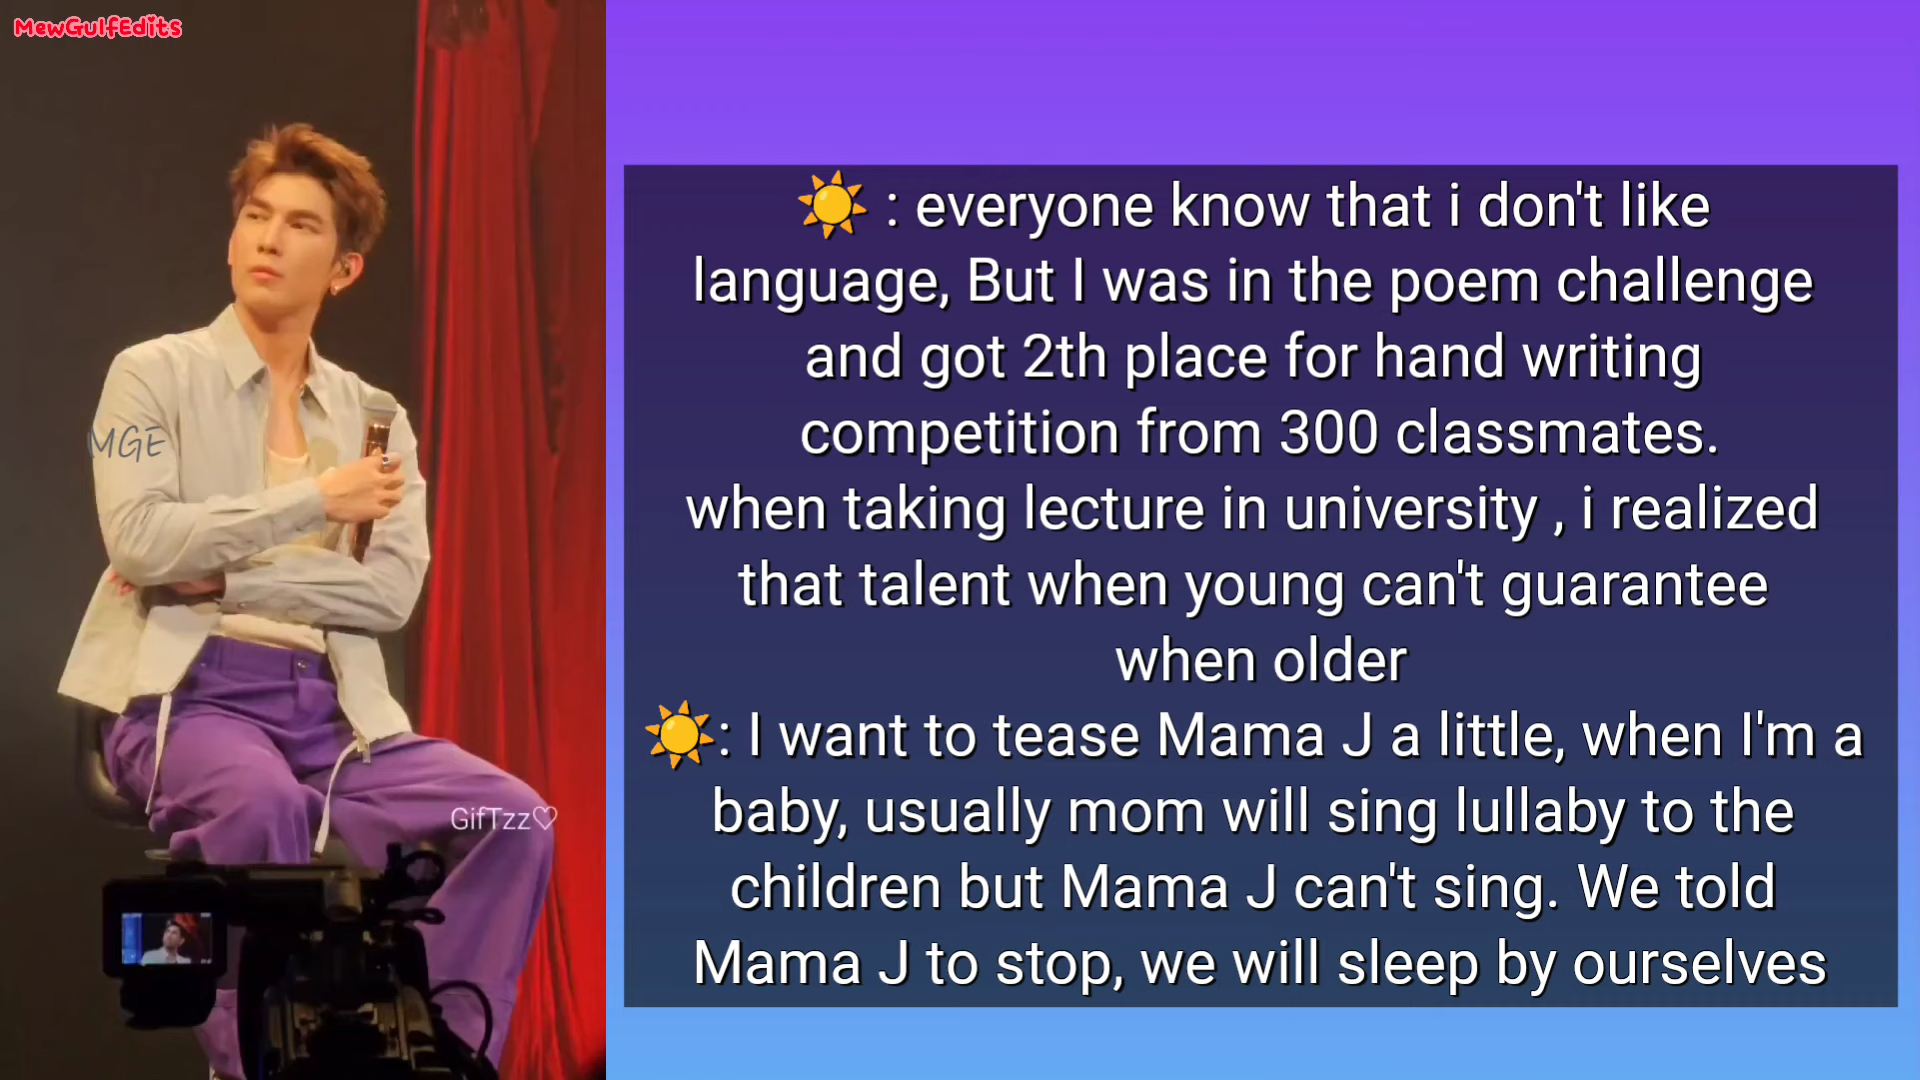 MewGulfEdits
MGE
GifTzz♡
☀️ : everyone know that i don't like
language, But I was in the poem challenge
and got 2th place for hand writing
competition from 300 classmates.
when taking lecture in university , i realized
that talent when young can't guarantee
when older
☀️: I want to tease Mama J a little, when I'm a
baby, usually mom will sing lullaby to the
children but Mama J can't sing. We told
Mama J to stop, we will sleep by ourselves